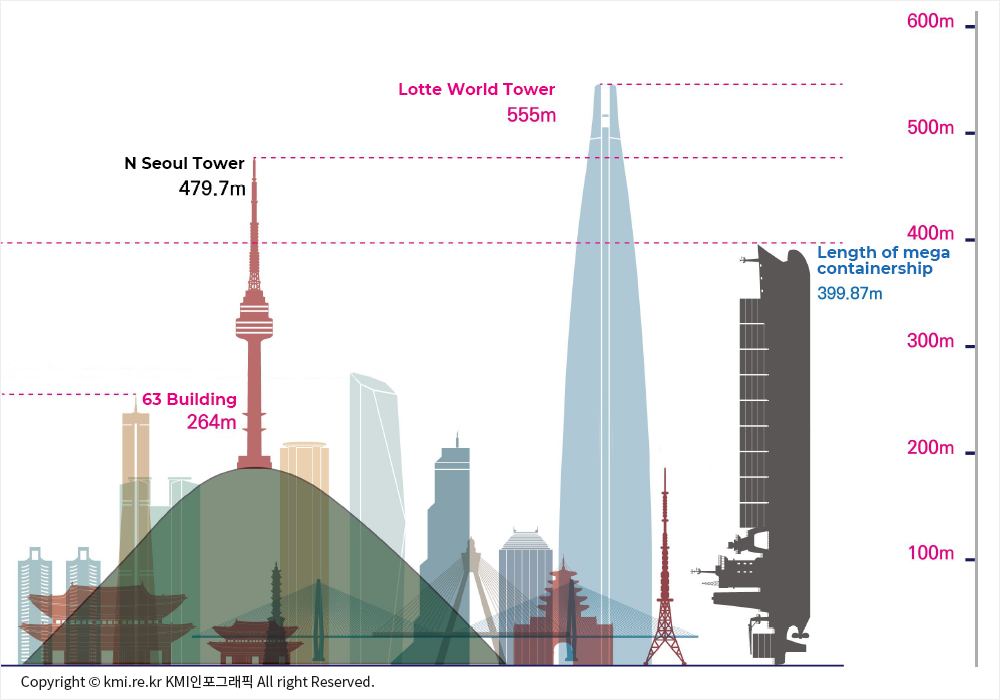 600m
Lotte World Tower
555m
500m
N Seoul Tower
479.7m
400m
Length of mega
containership
399.87m
300m
63 Building
264m
200m
100m
Copyright © kmi.re.kr KMI인포그래픽 All right Reserved.